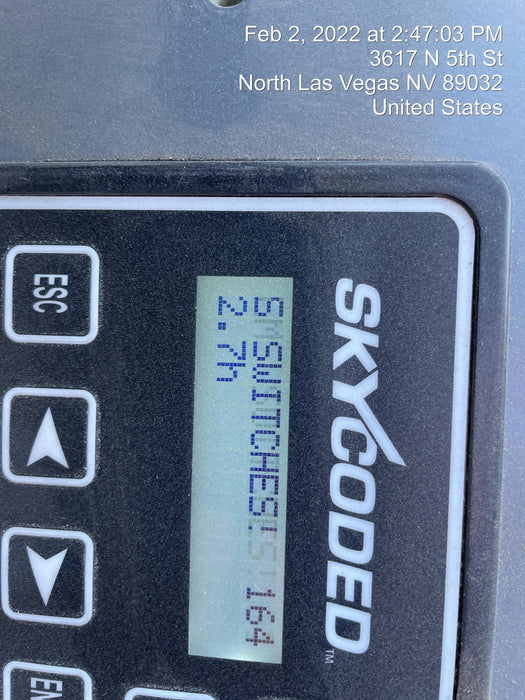 Feb 2, 2022 at 2:47:03 PM
3617 N 5th St
North Las Vegas NV 89032
United States
SKYCODED™
SWITCHES 164
2.7h
ESC